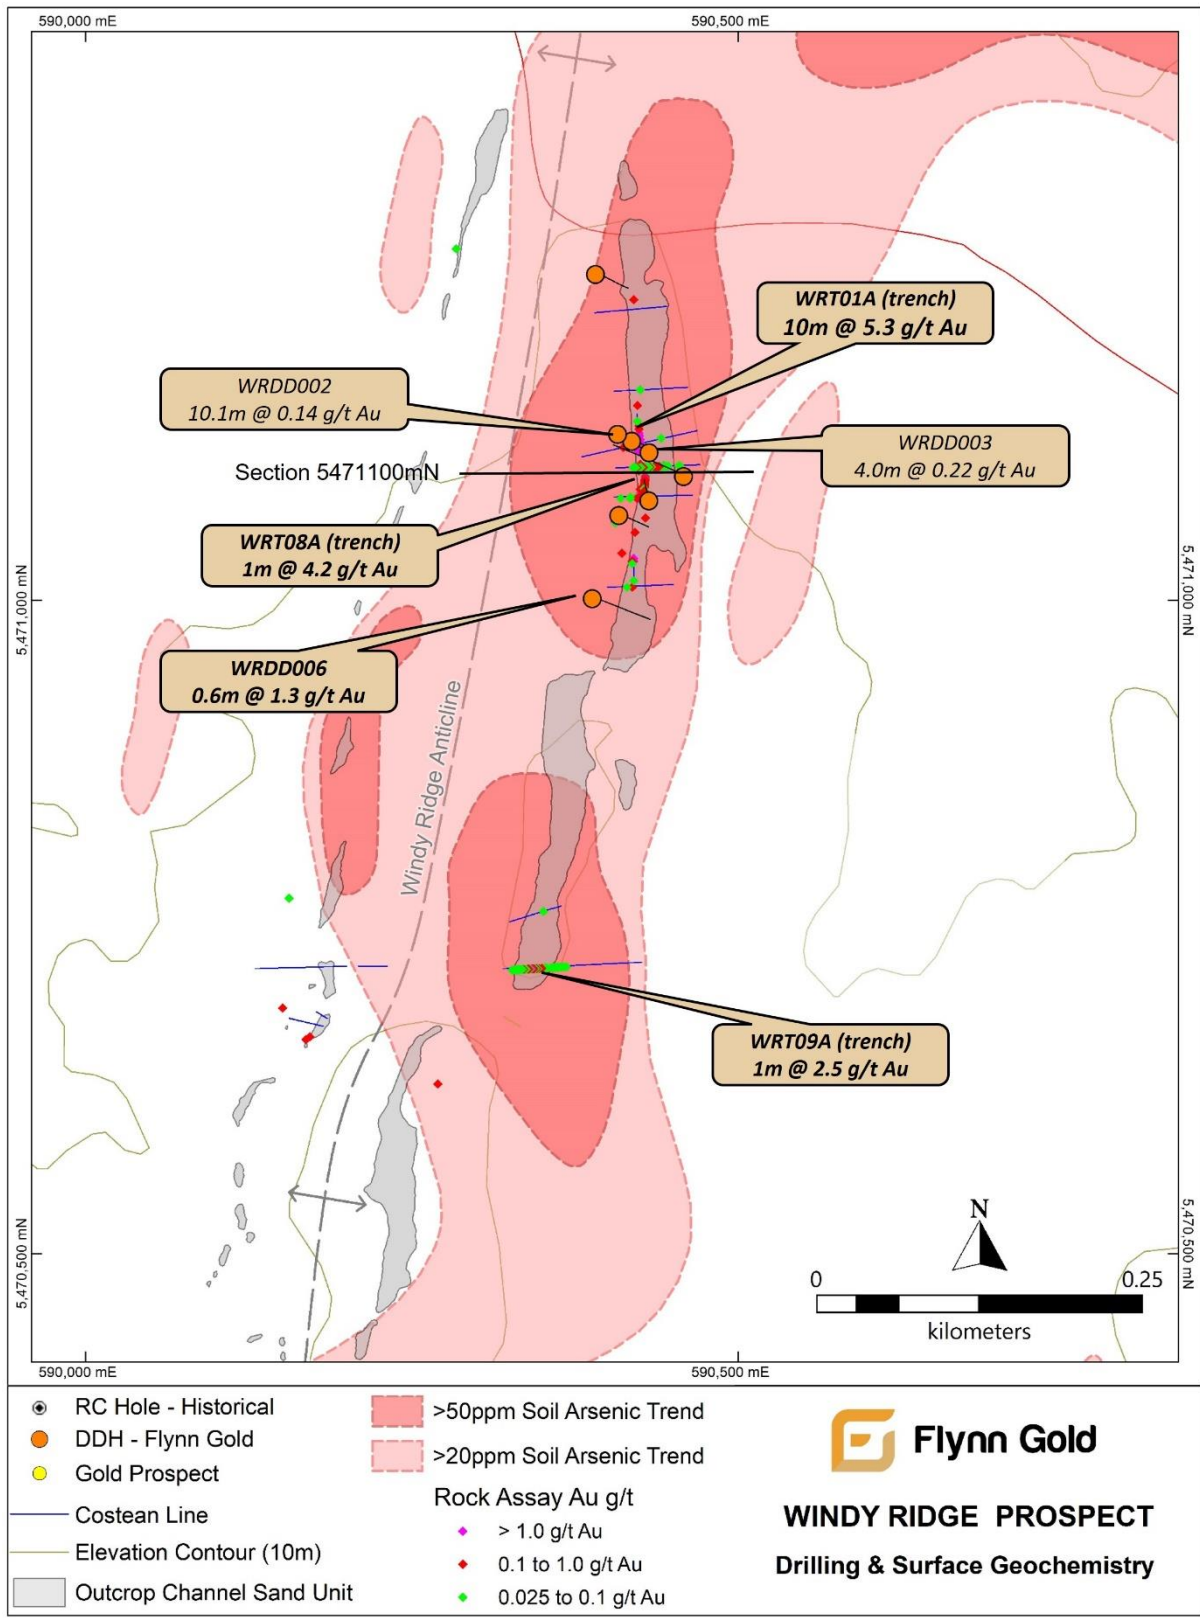 590,000 mE
590,500 mE
WRT01A (trench)
10m @ 5.3 g/t Au
WRDD002
10.1m @ 0.14 g/t Au
WRDD003
4.0m @ 0.22 g/t Au
Section 5471100mN
WRT08A (trench)
1m @ 4.2 g/t Au
5,471,000 mN
5,471,000 mN
WRDD006
0.6m @ 1.3 g/t Au
Windy Ridge Anticline
WRT09A (trench)
1m @ 2.5 g/t Au
5,470,500 mN
5,470,500 mN
N
0 0.25
kilometers
590,000 mE
590,500 mE
RC Hole - Historical
DDH - Flynn Gold
Gold Prospect
Costean Line
Elevation Contour (10m)
Outcrop Channel Sand Unit
>50ppm Soil Arsenic Trend
>20ppm Soil Arsenic Trend
Rock Assay Au g/t
> 1.0 g/t Au
0.1 to 1.0 g/t Au
0.025 to 0.1 g/t Au
Flynn Gold
WINDY RIDGE PROSPECT
Drilling & Surface Geochemistry